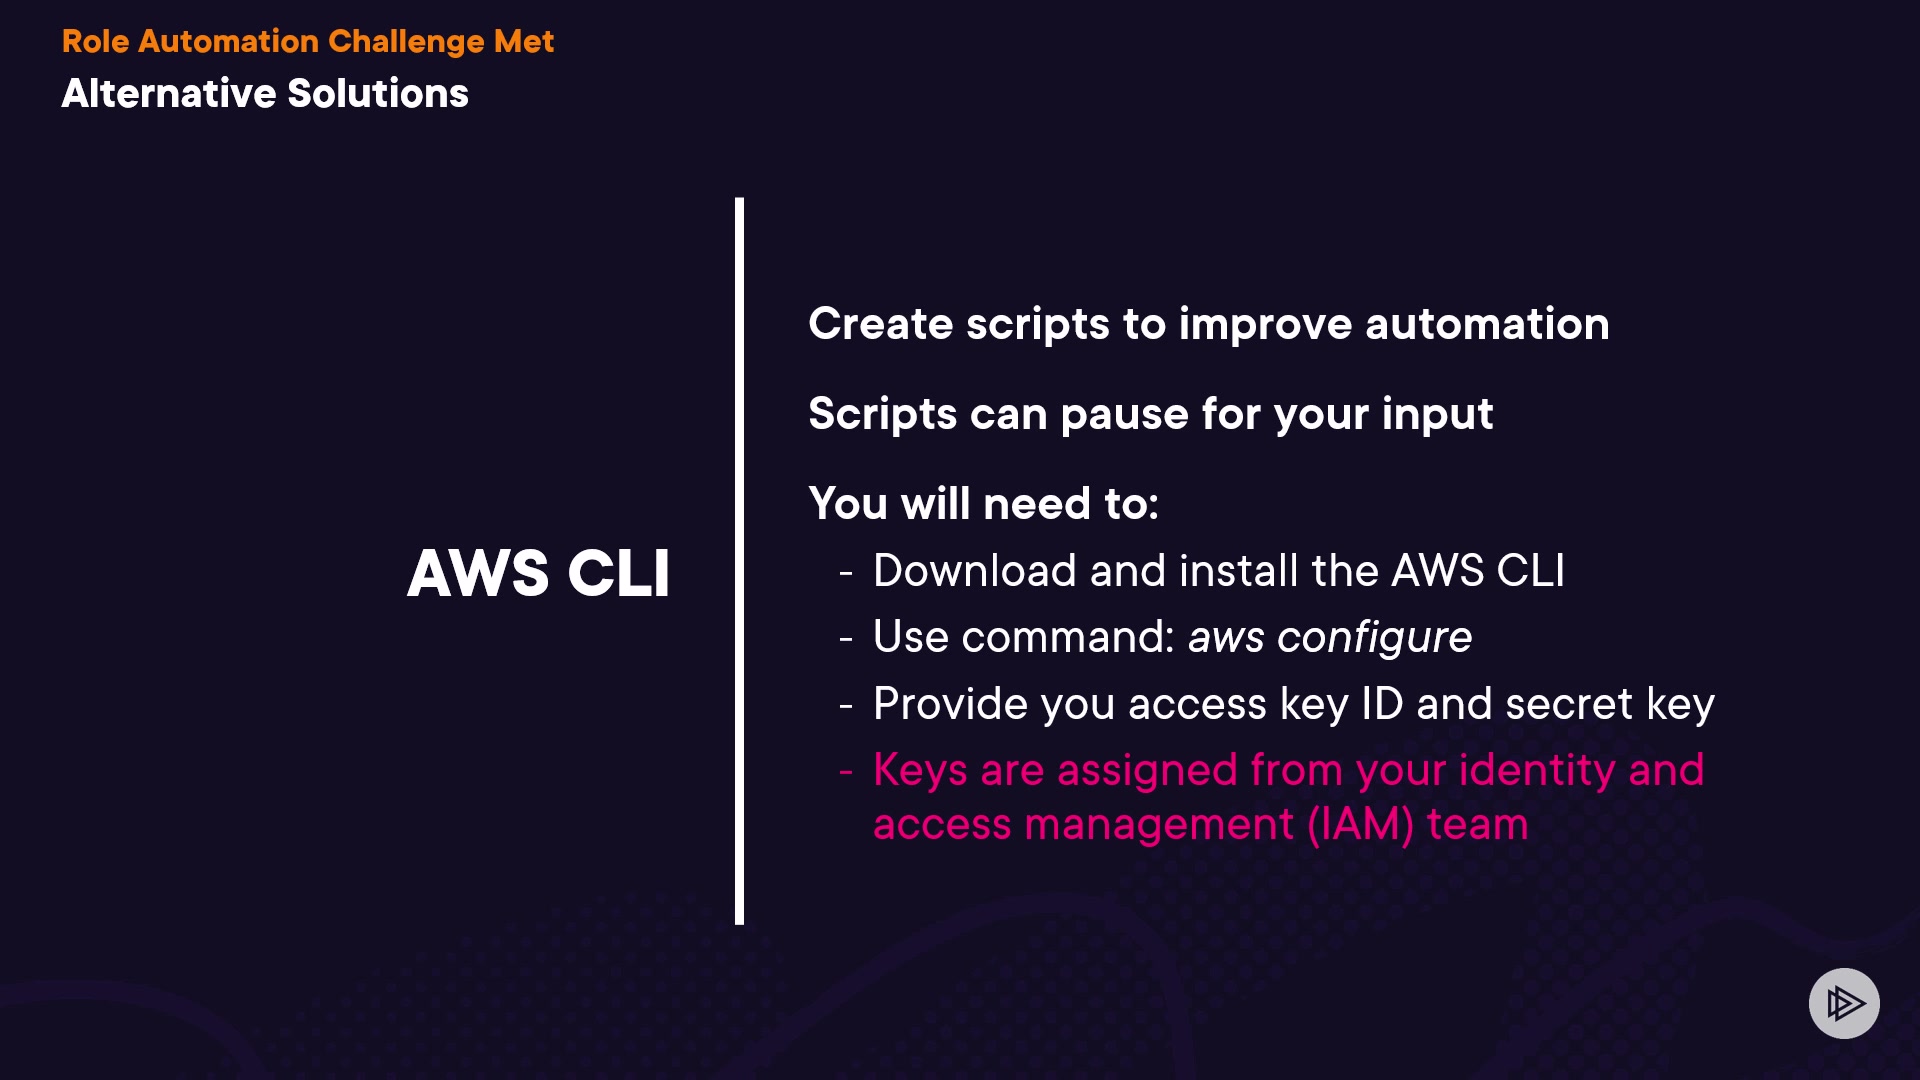 Role Automation Challenge Met
Alternative Solutions
AWS CLI
Create scripts to improve automation
Scripts can pause for your input
You will need to:
- Download and install the AWS CLI
- Use command: aws configure
- Provide you access key ID and secret key
- Keys are assigned from your identity and
access management (IAM) team